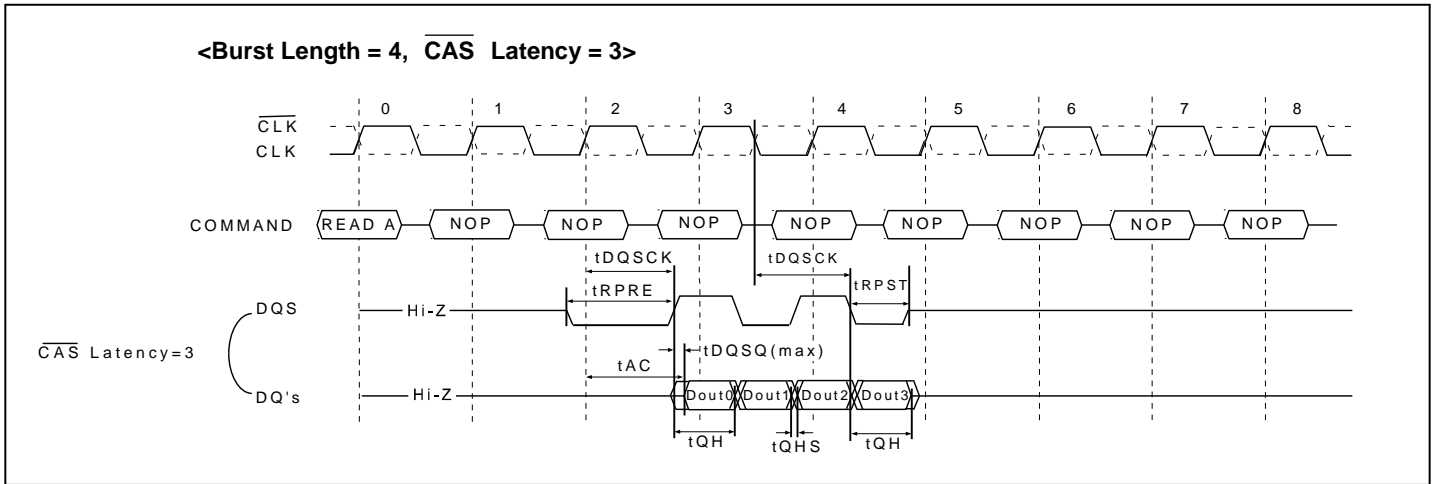 <Burst Length = 4, CAS Latency = 3>
0 1 2 3 4 5 6 7 8
CLK
CLK
COMMAND READ A NOP NOP NOP NOP NOP NOP NOP NOP
tDQSCK tDQSCK
tRPRE tRPST
DQS Hi-Z
CAS Latency=3
tDQSQ(max)
tAC
DQ's Hi-Z Dout0 Dout1 Dout2 Dout3
tQH tQHS tQH